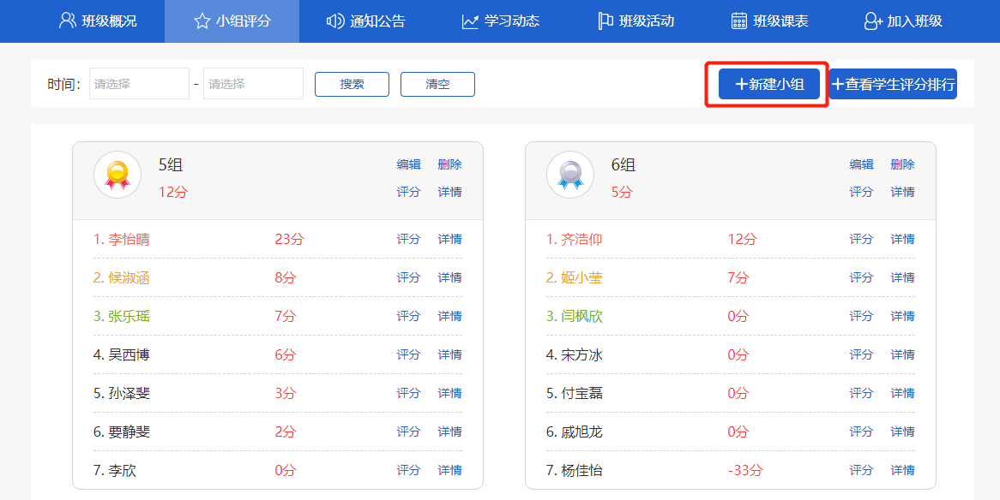 班级概况 小组评分 通知公告 学习动态 班级活动 班级课表 加入班级
时间： 请选择 - 请选择 搜索 清空 +新建小组 +查看学生评分排行
5组 编辑 删除
12分 评分 详情
1. 李怡晴 23分 评分 详情
2. 候淑涵 8分 评分 详情
3. 张乐瑶 7分 评分 详情
4. 吴西博 6分 评分 详情
5. 孙泽斐 3分 评分 详情
6. 要静斐 2分 评分 详情
7. 李欣 0分 评分 详情
6组 编辑 删除
5分 评分 详情
1. 齐浩仰 12分 评分 详情
2. 姬小莹 7分 评分 详情
3. 闫枫欣 0分 评分 详情
4. 宋方冰 0分 评分 详情
5. 付宝磊 0分 评分 详情
6. 戚旭龙 0分 评分 详情
7. 杨佳怡 -33分 评分 详情